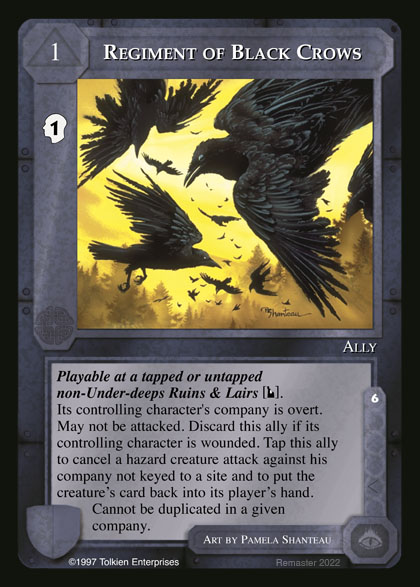 1
REGIMENT OF BLACK CROWS
1
Shanteau
ALLY
Playable at a tapped or untapped
non-Under-deeps Ruins & Lairs [].
Its controlling character's company is overt.
May not be attacked. Discard this ally if its
controlling character is wounded. Tap this ally
to cancel a hazard creature attack against his
company not keyed to a site and to put the
creature's card back into its player's hand.
Cannot be duplicated in a given
company.
6
ART BY PAMELA SHANTEAU
©1997 Tolkien Enterprises
Remaster 2022